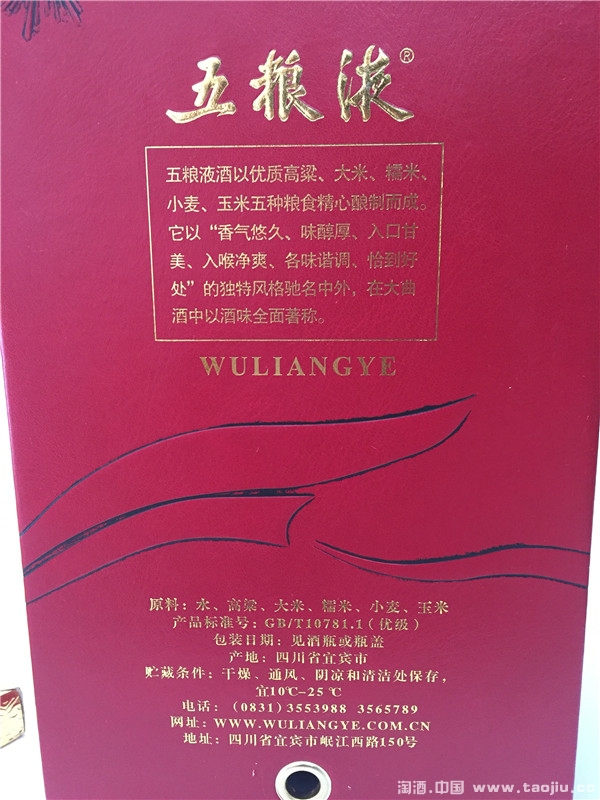 五粮液®
五粮液酒以优质高粱、大米、糯米、
小麦、玉米五种粮食精心酿制而成。
它以“香气悠久、味醇厚、入口甘
美、入喉净爽、各味谐调、恰到好
处”的独特风格驰名中外，在大曲
酒中以酒味全面著称。
WULIANGYE
原料：水、高粱、大米、糯米、小麦、玉米
产品标准号：GB/T10781.1（优级）
包装日期：见酒瓶或瓶盖
产地：四川省宜宾市
贮藏条件：干燥、通风、阴凉和清洁处保存，
宜10℃-25℃
电话：（0831）3553988 3565789
网址：WWW.WULIANGYE.COM.CN
地址：四川省宜宾市岷江西路150号
淘酒.中国 www.taojiu.cc